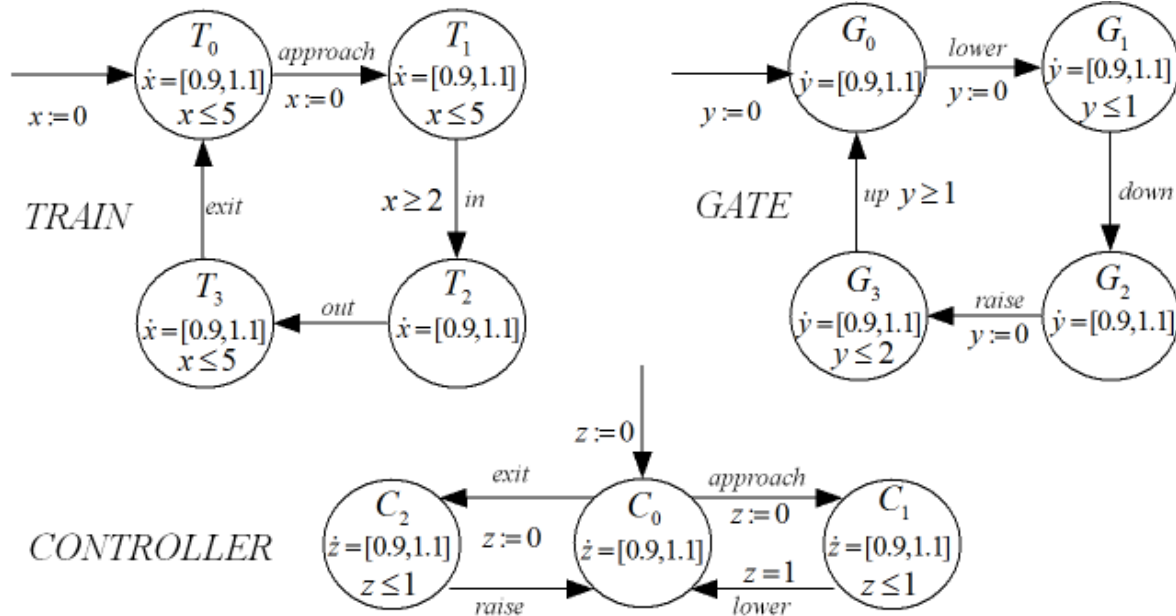 T₀
ẋ=[0.9,1.1]
x≤5
approach
x:=0
T₁
ẋ=[0.9,1.1]
x≤5
x:=0
x≥2
in
exit
TRAIN
T₃
ẋ=[0.9,1.1]
x≤5
out
T₂
ẋ=[0.9,1.1]
G₀
ẏ=[0.9,1.1]
lower
y:=0
G₁
ẏ=[0.9,1.1]
y≤1
y:=0
up y≥1
down
GATE
G₃
ẏ=[0.9,1.1]
y≤2
raise
y:=0
G₂
ẏ=[0.9,1.1]
z:=0
exit
approach
C₂
ż=[0.9,1.1]
z≤1
z:=0
C₀
ż=[0.9,1.1]
z:=0
C₁
ż=[0.9,1.1]
z≤1
z=1
raise
lower
CONTROLLER